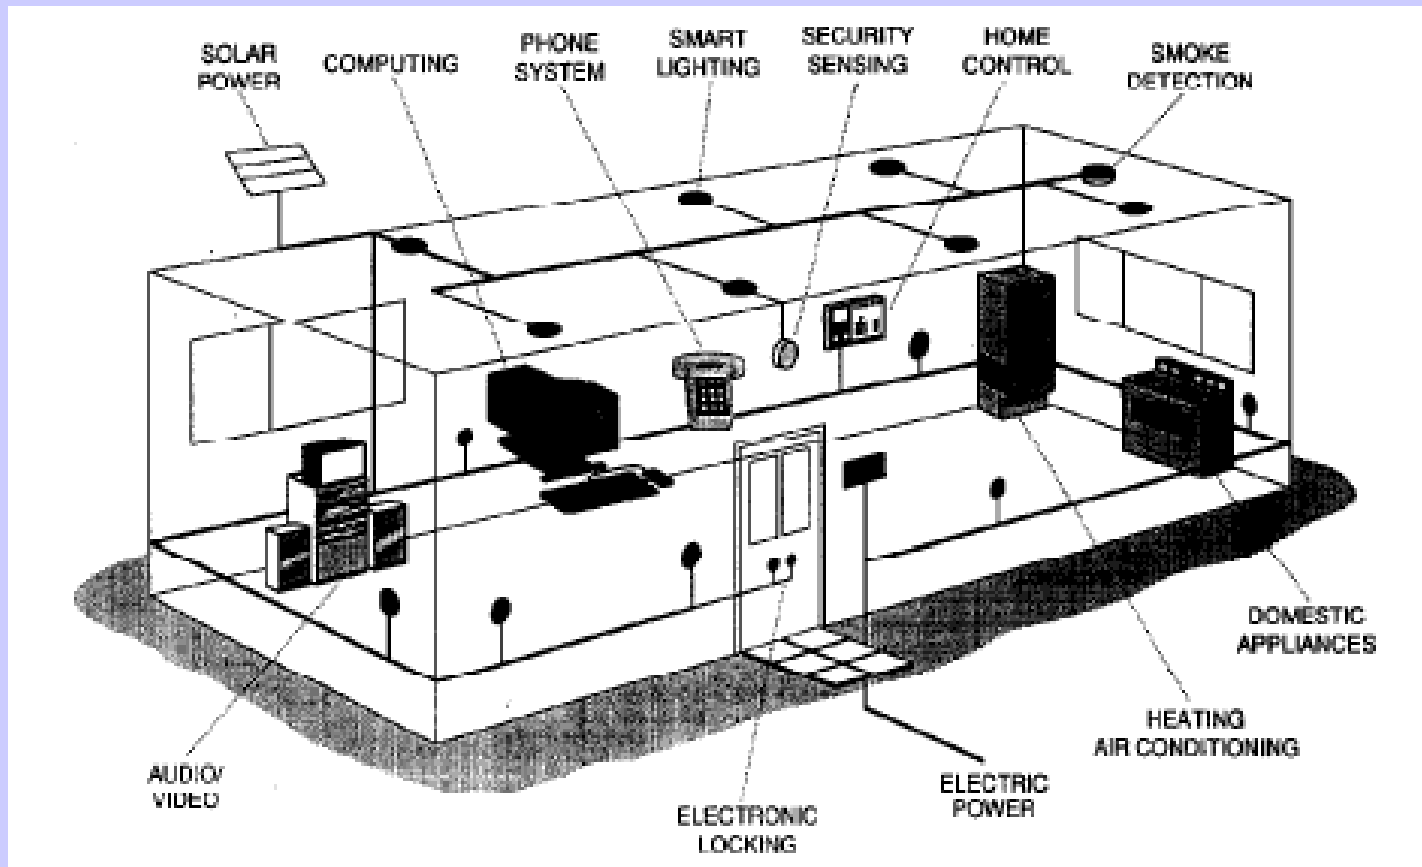 SOLAR
POWER
COMPUTING
PHONE
SYSTEM
SMART
LIGHTING
SECURITY
SENSING
HOME
CONTROL
SMOKE
DETECTION
DOMESTIC
APPLIANCES
HEATING
AIR CONDITIONING
ELECTRIC
POWER
ELECTRONIC
LOCKING
AUDIO/
VIDEO